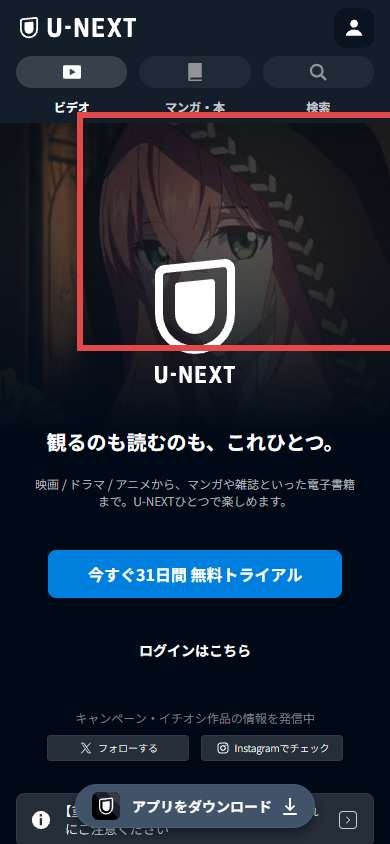 U-NEXT
ビデオ
マンガ・本
検索
U-NEXT
観るのも読むのも、これひとつ。
映画 / ドラマ / アニメから、マンガや雑誌といった電子書籍
まで。U-NEXTひとつで楽しめます。
今すぐ31日間 無料トライアル
ログインはこちら
キャンペーン・イチオシ作品の情報を発信中
フォローする
Instagramでチェック
アプリをダウンロード
にご注意ください